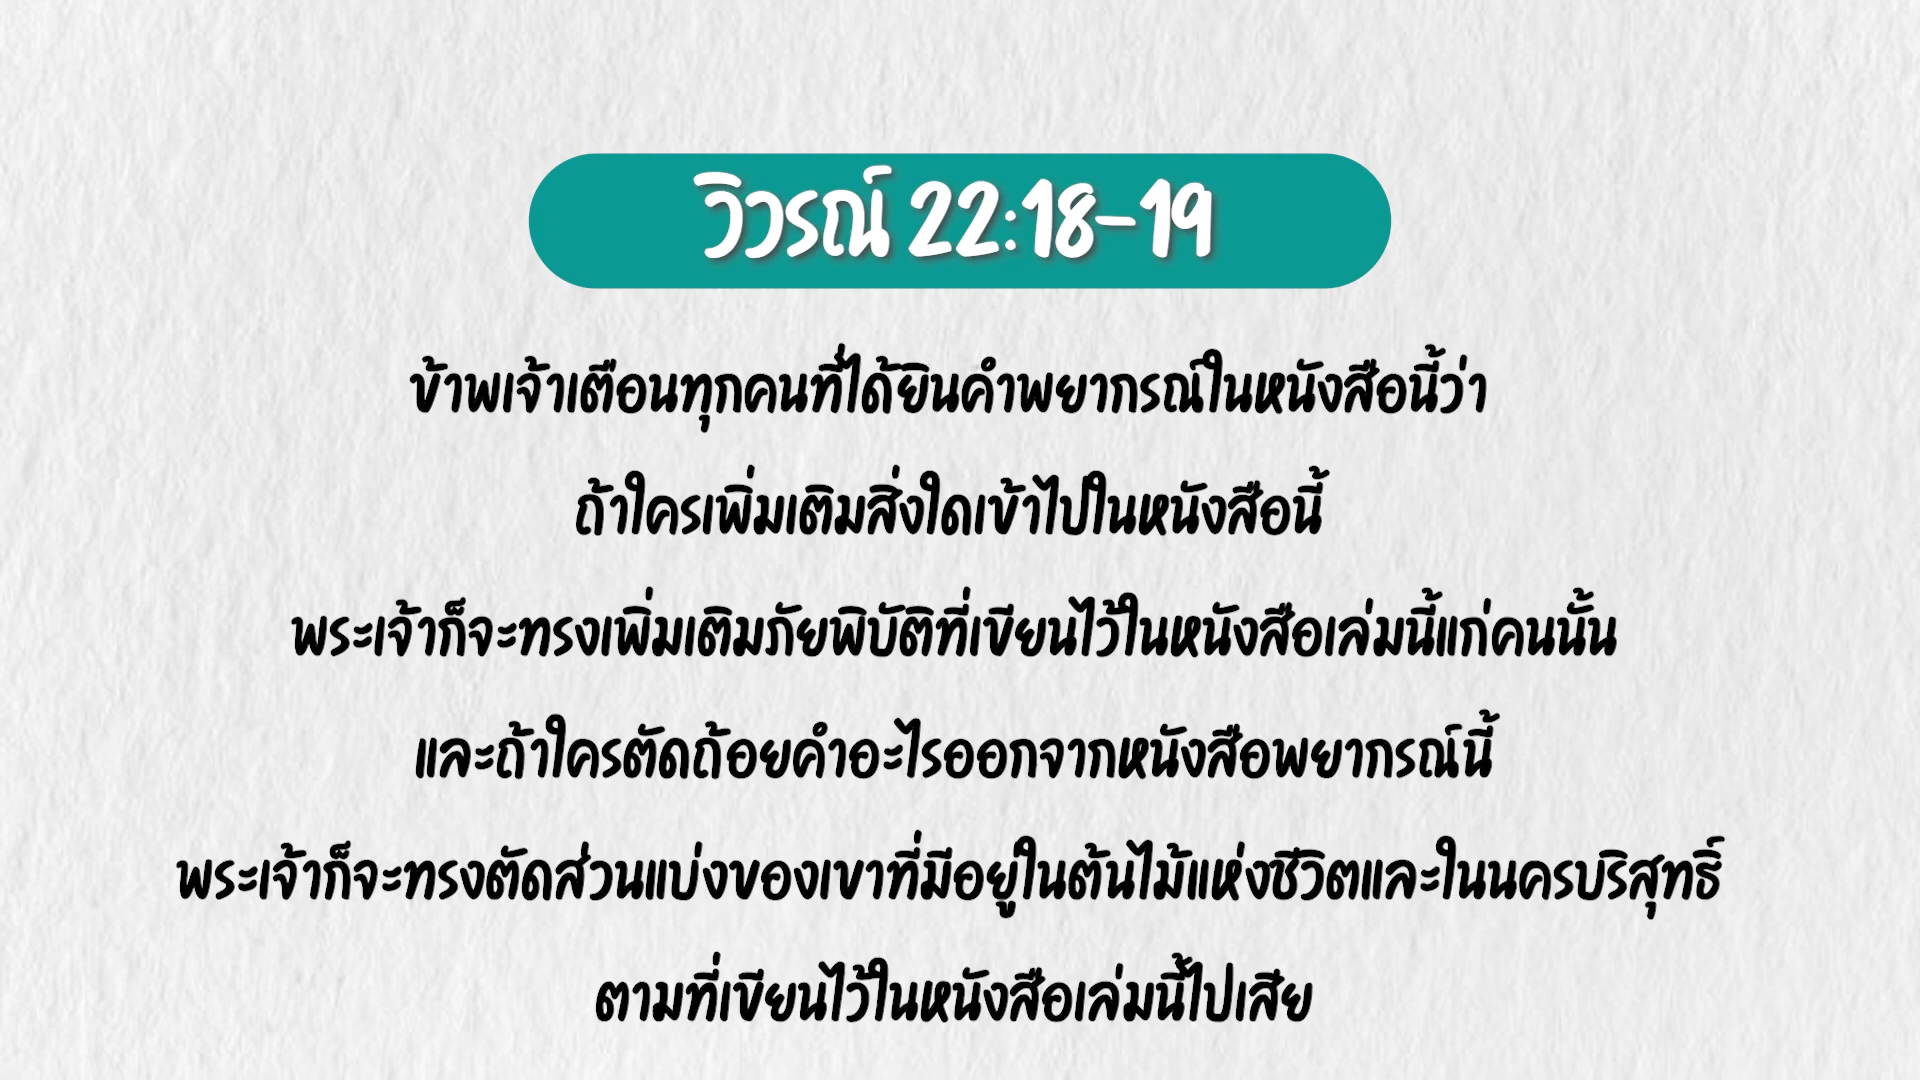 วิวรณ์ 22:18-19
ข้าพเจ้าเตือนทุกคนที่ได้ยินคำพยากรณ์ในหนังสือนี้ว่า
ถ้าใครเพิ่มเติมสิ่งใดเข้าไปในหนังสือนี้
พระเจ้าก็จะทรงเพิ่มเติมภัยพิบัติที่เขียนไว้ในหนังสือเล่มนี้แก่คนนั้น
และถ้าใครตัดถ้อยคำอะไรออกจากหนังสือพยากรณ์นี้
พระเจ้าก็จะทรงตัดส่วนแบ่งของเขาที่มีอยู่ในต้นไม้แห่งชีวิตและในนครบริสุทธิ์
ตามที่เขียนไว้ในหนังสือเล่มนี้ไปเสีย